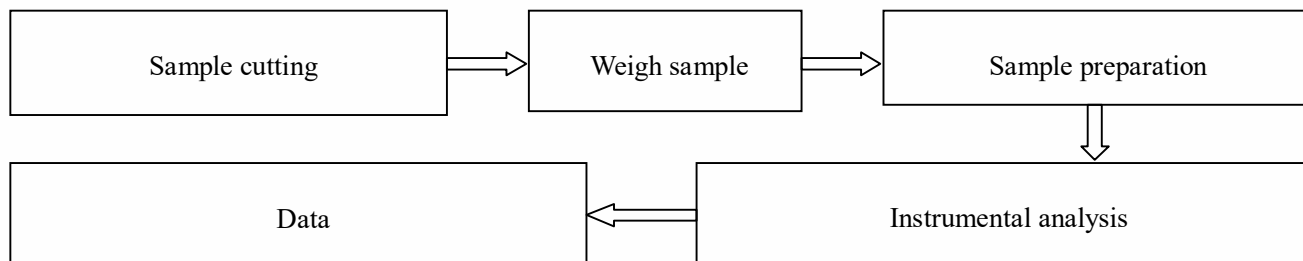 Sample cutting
Weigh sample
Sample preparation
Instrumental analysis
Data